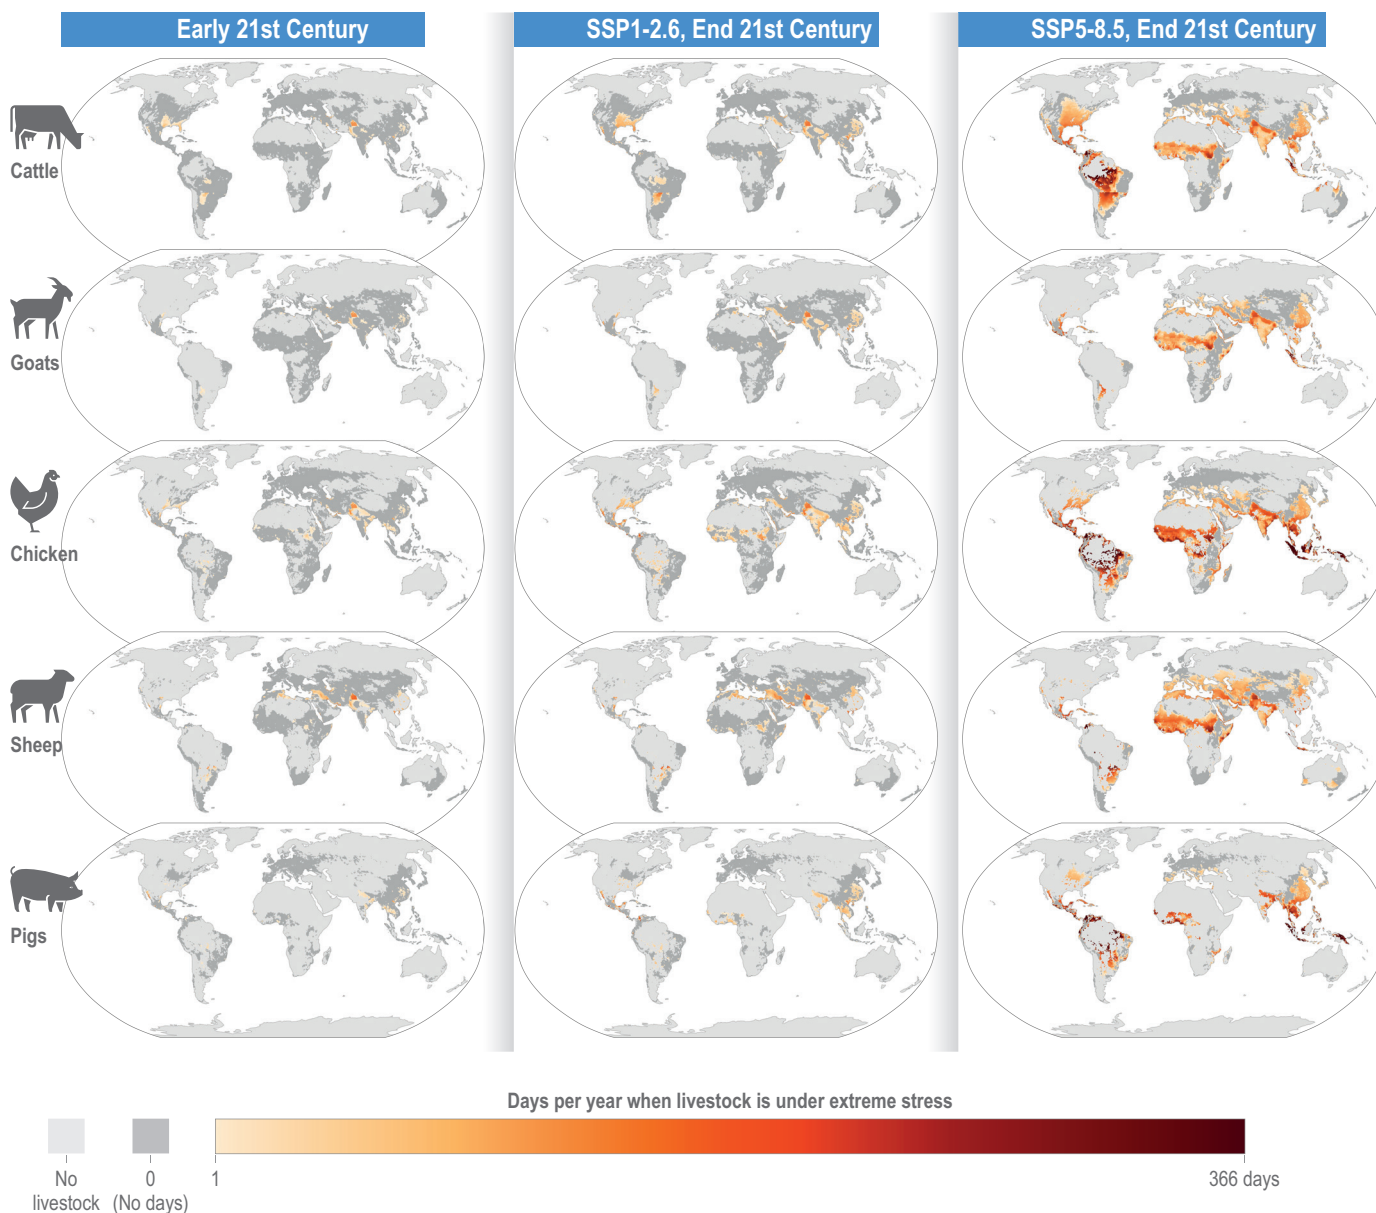 Early 21st Century
SSP1-2.6, End 21st Century
SSP5-8.5, End 21st Century
Cattle
Goats
Chicken
Sheep
Pigs
Days per year when livestock is under extreme stress
No
livestock
0
(No days)
1
366 days